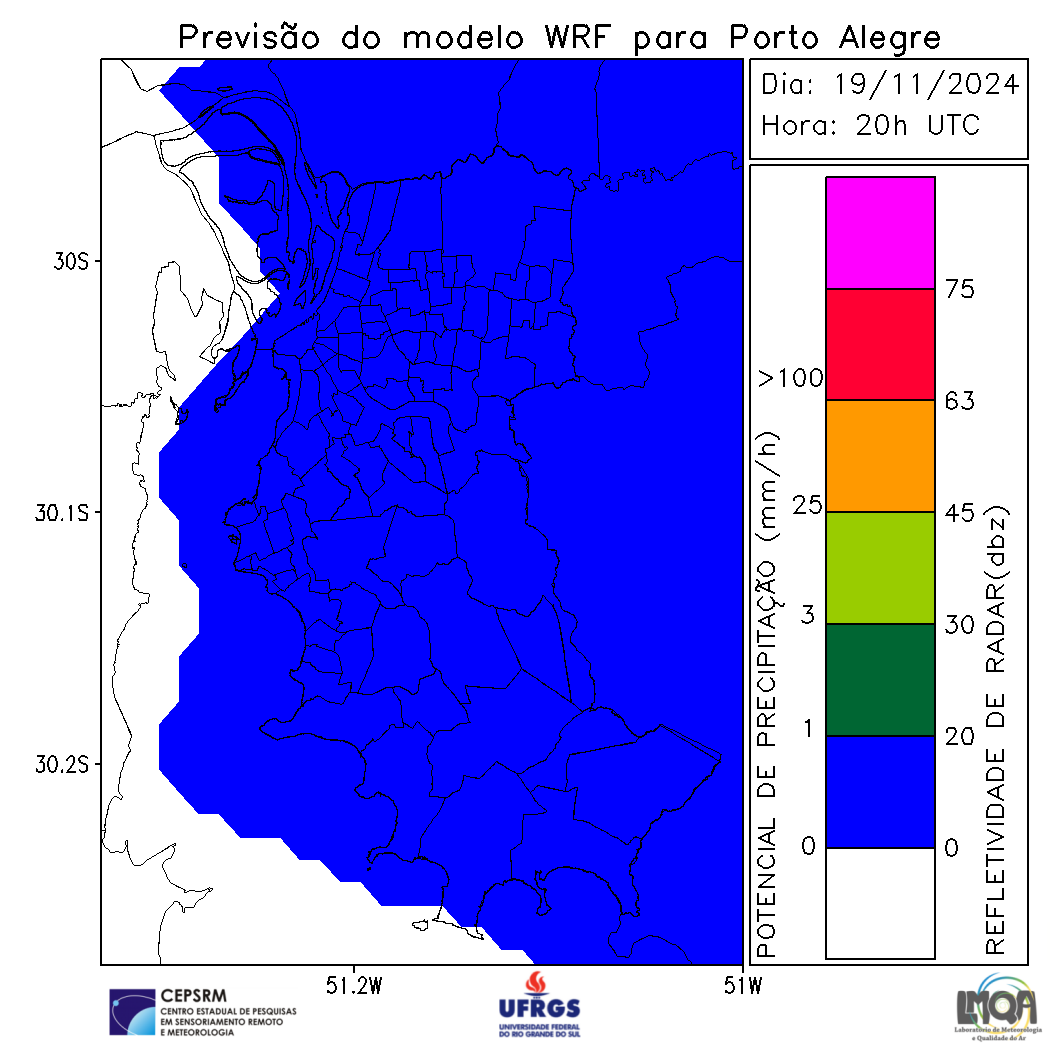 Previsão do modelo WRF para Porto Alegre
Dia: 19/11/2024
Hora: 20h UTC
30S
30.1S
30.2S
51.2W
51W
POTENCIAL DE PRECIPITAÇÃO (mm/h)
>100
25
3
1
0
75
63
45
30
20
0
REFLETIVIDADE DE RADAR(dbz)
CEPSRM
CENTRO ESTADUAL DE PESQUISAS
EM SENSORIAMENTO REMOTO
E METEOROLOGIA
UFRGS
UNIVERSIDADE FEDERAL
DO RIO GRANDE DO SUL
LMQA
Laboratório de Meteorologia
e Qualidade do Ar